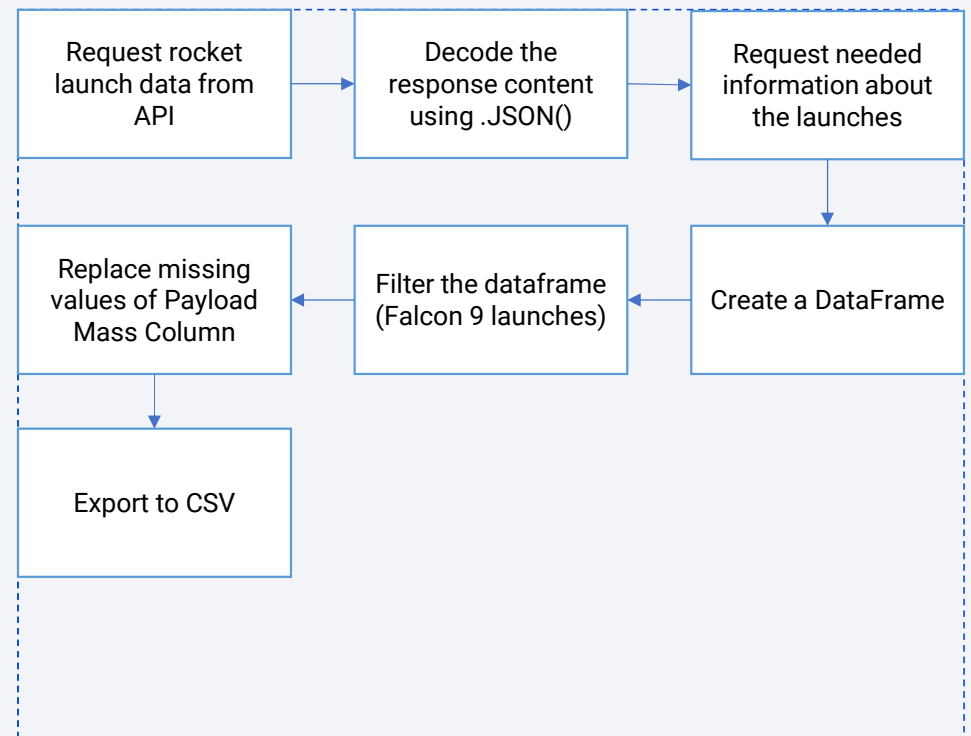 Request rocket
launch data from
API
Decode the
response content
using .JSON()
Request needed
information about
the launches
Create a DataFrame
Filter the dataframe
(Falcon 9 launches)
Replace missing
values of Payload
Mass Column
Export to CSV